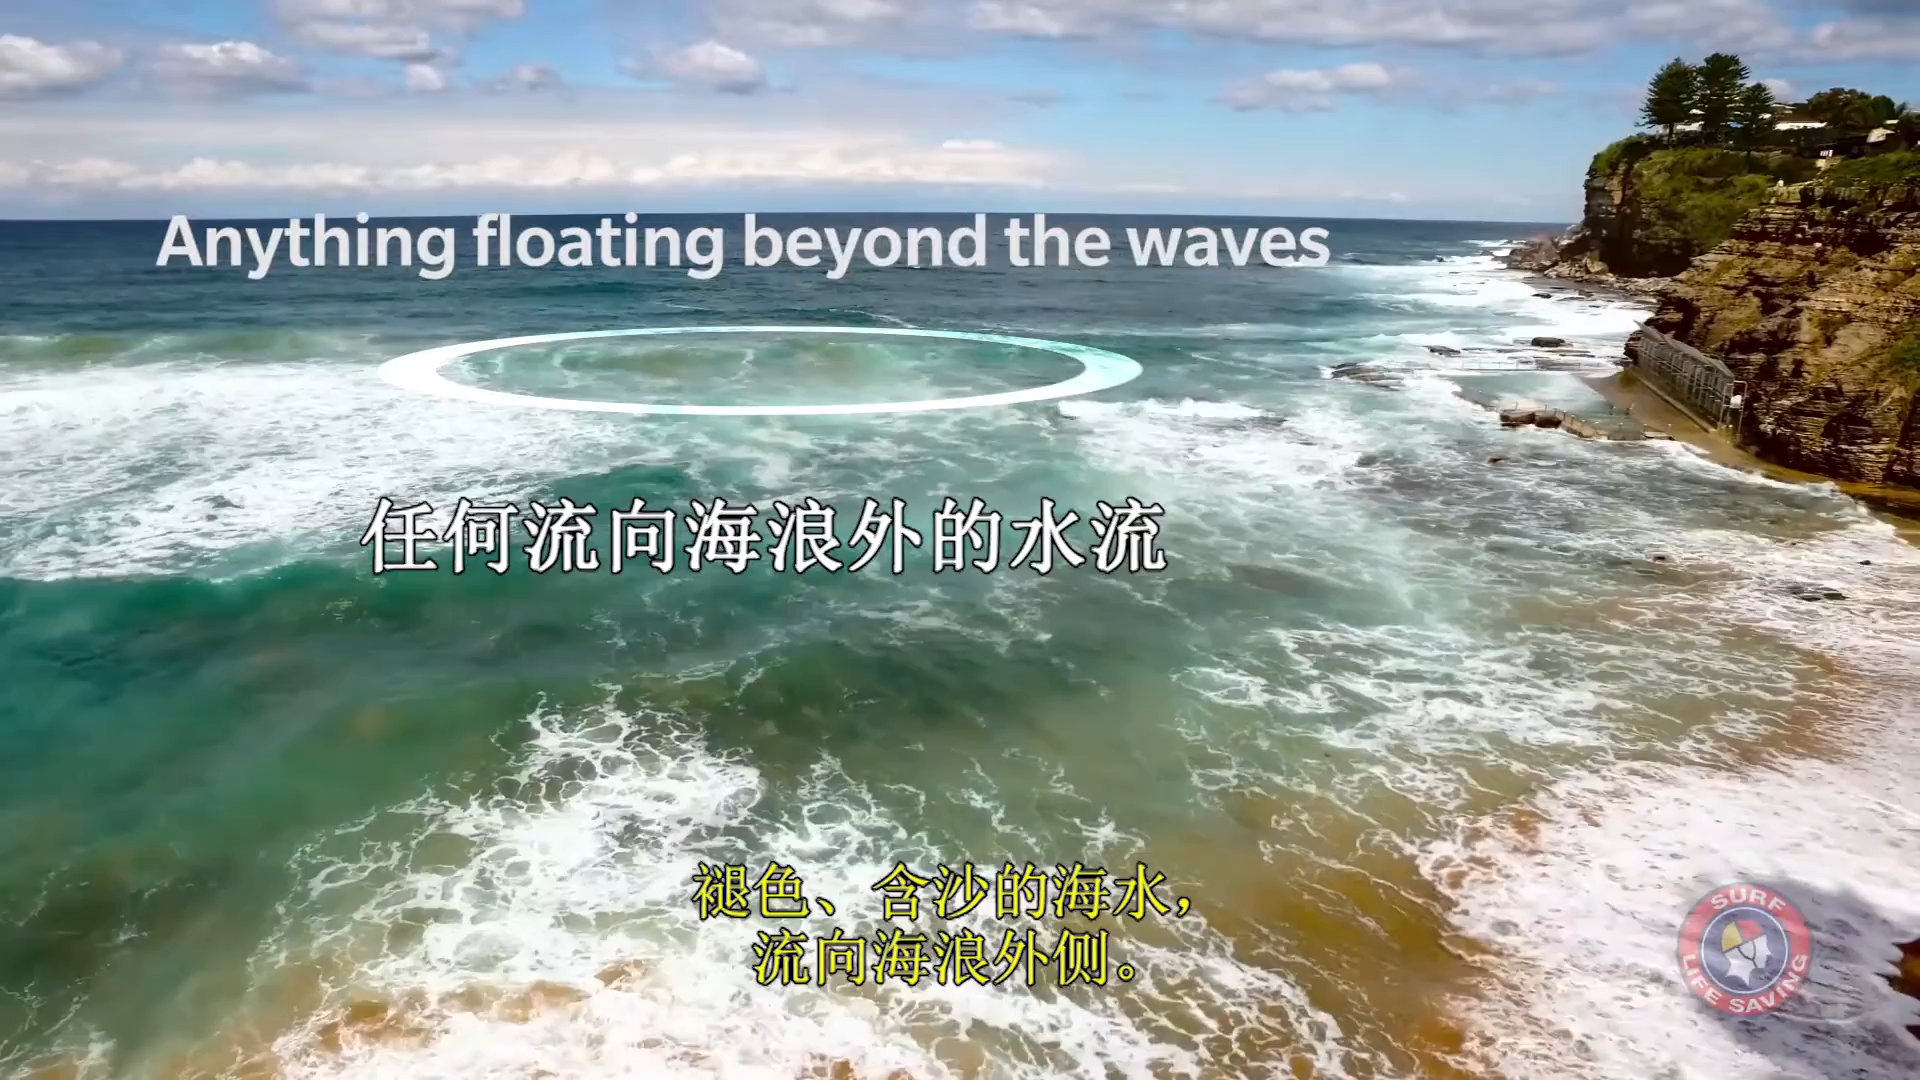 Anything floating beyond the waves
任何流向海浪外的水流
褪色、含沙的海水，
流向海浪外侧。
SURF
LIFE SAVING